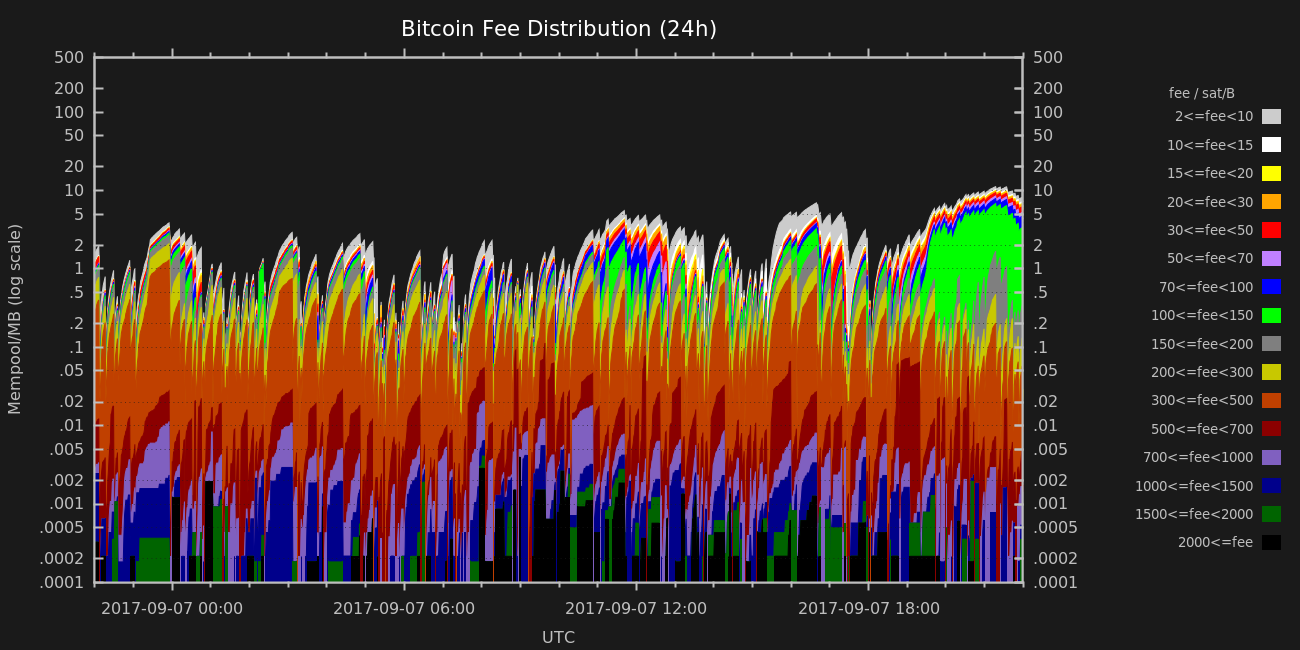 Bitcoin Fee Distribution (24h)
500
200
100
50
20
10
5
2
1
.5
.2
.1
.05
.02
.01
.005
.002
.001
.0005
.0002
.0001
Mempool/MB (log scale)
500
200
100
50
20
10
5
2
1
.5
.2
.1
.05
.02
.01
.005
.002
.001
.0005
.0002
.0001
2017-09-07 00:00
2017-09-07 06:00
2017-09-07 12:00
2017-09-07 18:00
UTC
fee / sat/B
2<=fee<10
10<=fee<15
15<=fee<20
20<=fee<30
30<=fee<50
50<=fee<70
70<=fee<100
100<=fee<150
150<=fee<200
200<=fee<300
300<=fee<500
500<=fee<700
700<=fee<1000
1000<=fee<1500
1500<=fee<2000
2000<=fee